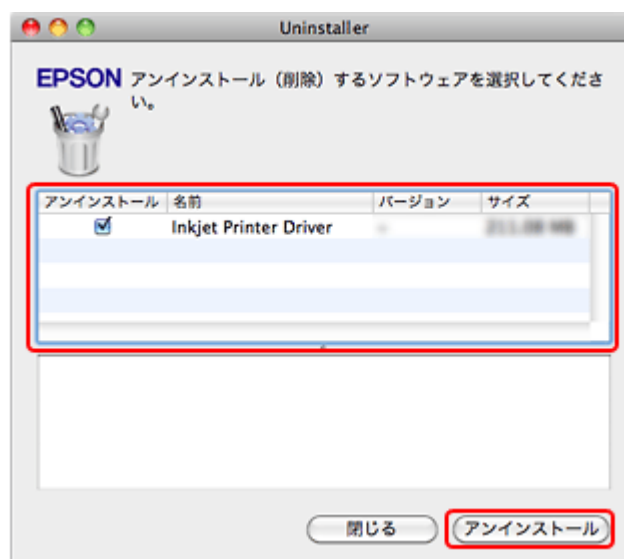 Uninstaller
EPSON アンインストール（削除）するソフトウェアを選択してくださ
い。
アンインストール 名前 バージョン サイズ
Inkjet Printer Driver
閉じる アンインストール